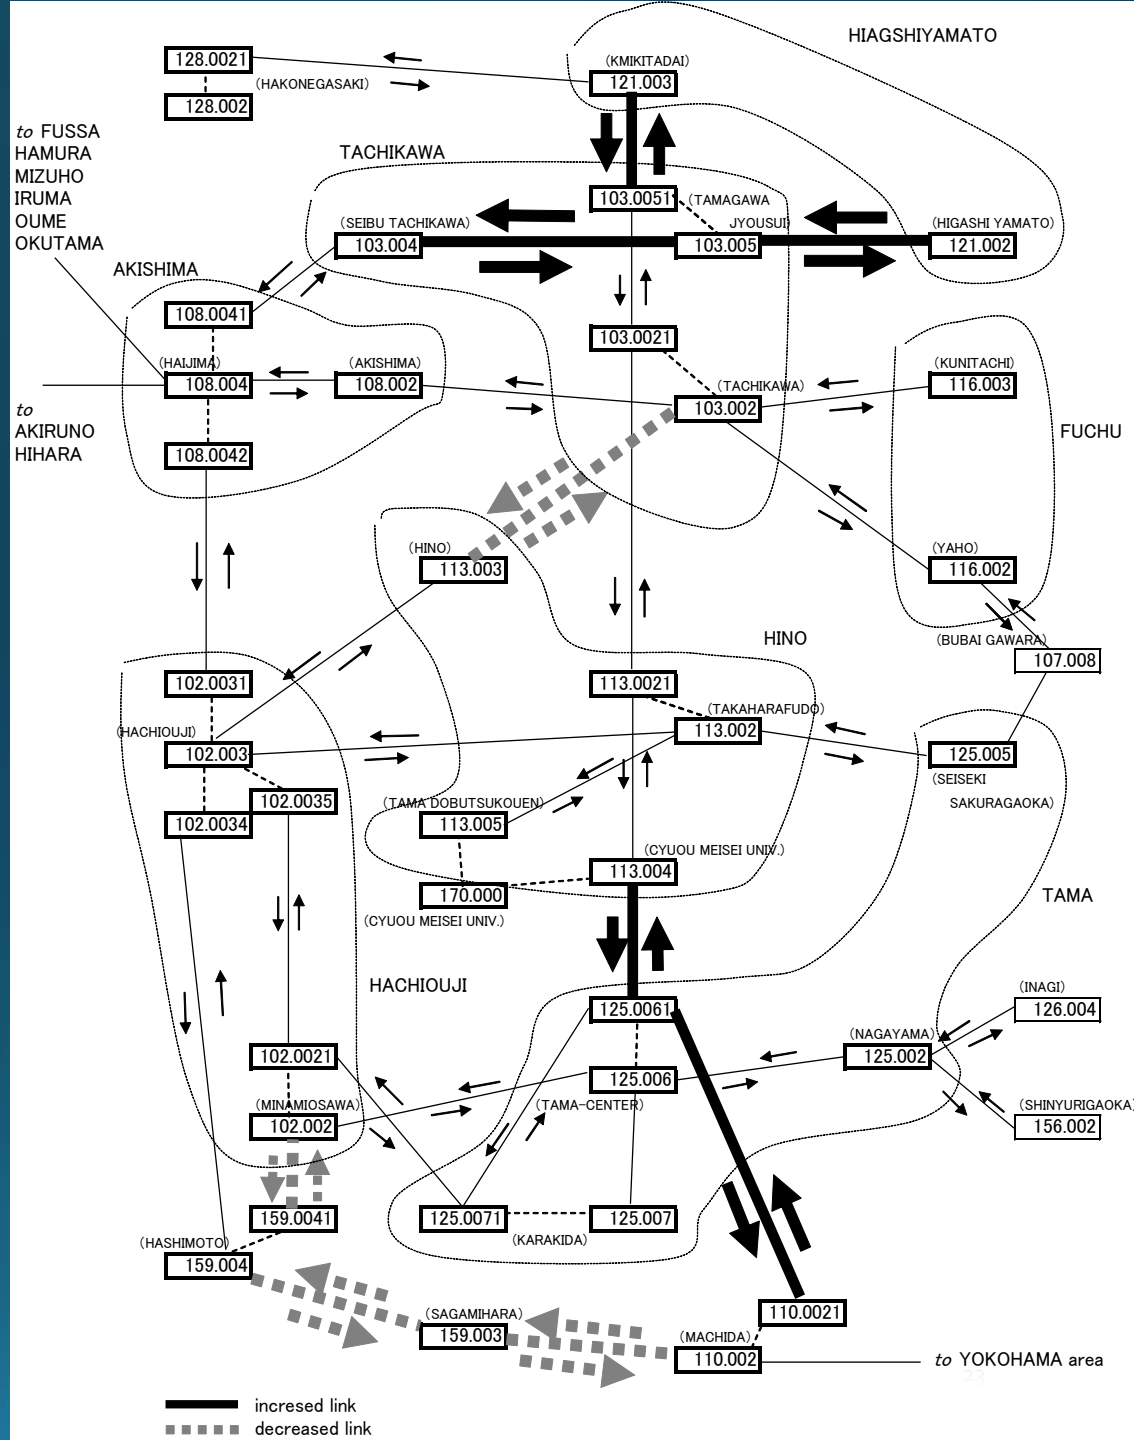 HIAGSHIYAMATO
128.0021
(KMIKITADAI)
(HAKONEGASAKI)
121.003
128.002
to FUSSA
HAMURA
MIZUHO
IRUMA
OUME
OKUTAMA
TACHIKAWA
103.0051
(TAMAGAWA
JYOUSUI)
(SEIBU TACHIKAWA)
103.004
103.005
(HIGASHI YAMATO)
121.002
AKISHIMA
108.0041
103.0021
(HAIJIMA)
108.004
(AKISHIMA)
108.002
(TACHIKAWA)
103.002
(KUNITACHI)
116.003
to
AKIRUNO
HIHARA
FUCHU
108.0042
(HINO)
113.003
(YAHO)
116.002
(BUBAI GAWARA)
107.008
HINO
102.0031
113.0021
(TAKAHARAFUDO)
113.002
(HACHIOUJI)
102.003
125.005
(SEISEKI
SAKURAGAOKA)
102.0035
102.0034
(TAMA DOBUTSUKOUEN)
113.005
(CYUOU MEISEI UNIV.)
113.004
170.000
(CYUOU MEISEI UNIV.)
TAMA
HACHIOUJI
125.0061
(INAGI)
126.004
(NAGAYAMA)
125.002
102.0021
125.006
(TAMA-CENTER)
(MINAMIOSAWA)
102.002
(SHINYURIGAOKA)
156.002
159.0041
125.0071
125.007
(KARAKIDA)
(HASHIMOTO)
159.004
(SAGAMIHARA)
159.003
110.0021
(MACHIDA)
110.002
to YOKOHAMA area
23
incresed link
decreased link